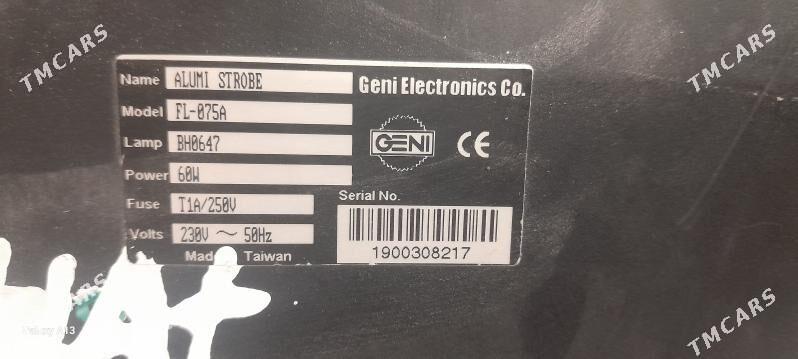 TMCARS
TMCARS
Name ALUMI STROBE
Geni Electronics Co.
Model FL-075A
Lamp BH0647
GENI CE
Power 60W
Fuse T1A/250V
Serial No.
Volts 230V ~ 50Hz
1900308217
Made Taiwan
TMCARS
TMCARS